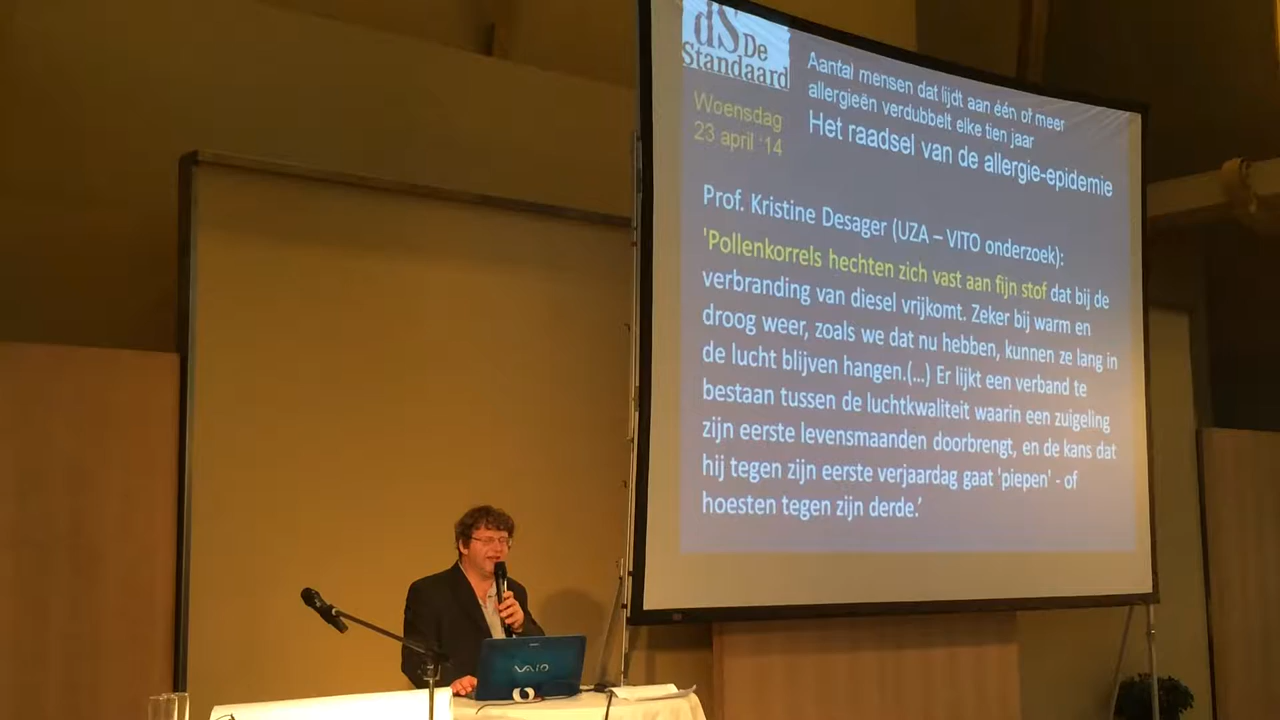 dS De
Standaard
Woensdag
23 april '14
Aantal mensen dat lijdt aan één of meer
allergieën verdubbelt elke tien jaar
Het raadsel van de allergie-epidemie
Prof. Kristine Desager (UZA – VITO onderzoek):
'Pollenkorrels hechten zich vast aan fijn stof dat bij de
verbranding van diesel vrijkomt. Zeker bij warm en
droog weer, zoals we dat nu hebben, kunnen ze lang in
de lucht blijven hangen.(...) Er lijkt een verband te
bestaan tussen de luchtkwaliteit waarin een zuigeling
zijn eerste levensmaanden doorbrengt, en de kans dat
hij tegen zijn eerste verjaardag gaat 'piepen' - of
hoesten tegen zijn derde.'
VAIO